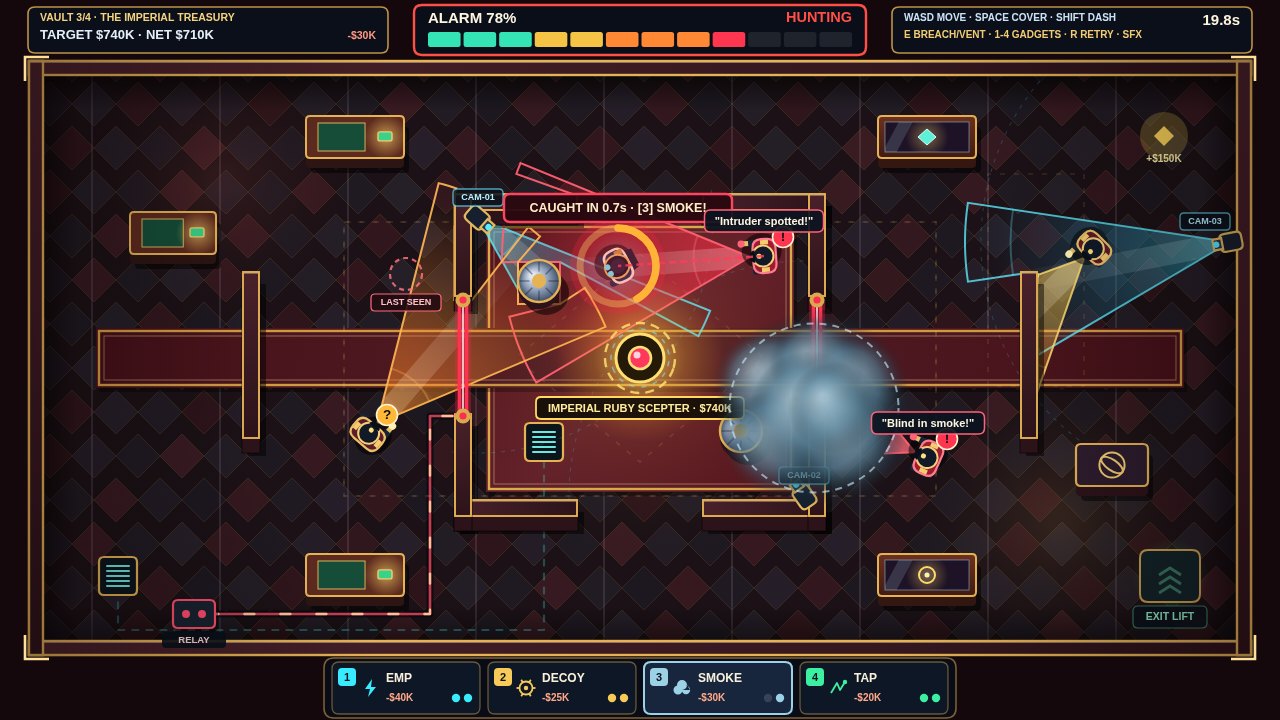 VAULT 3/4 · THE IMPERIAL TREASURY
TARGET $740K · NET $710K
-$30K
ALARM 78%
HUNTING
WASD MOVE · SPACE COVER · SHIFT DASH
E BREACH/VENT · 1-4 GADGETS · R RETRY · SFX
19.8s
+$150K
CAM-01
CAUGHT IN 0.7s · [3] SMOKE!
"Intruder spotted!"
!
CAM-03
LAST SEEN
IMPERIAL RUBY SCEPTER · $740K
?
"Blind in smoke!"
!
CAM-02
EXIT LIFT
RELAY
1
EMP
-$40K
2
DECOY
-$25K
3
SMOKE
-$30K
4
TAP
-$20K